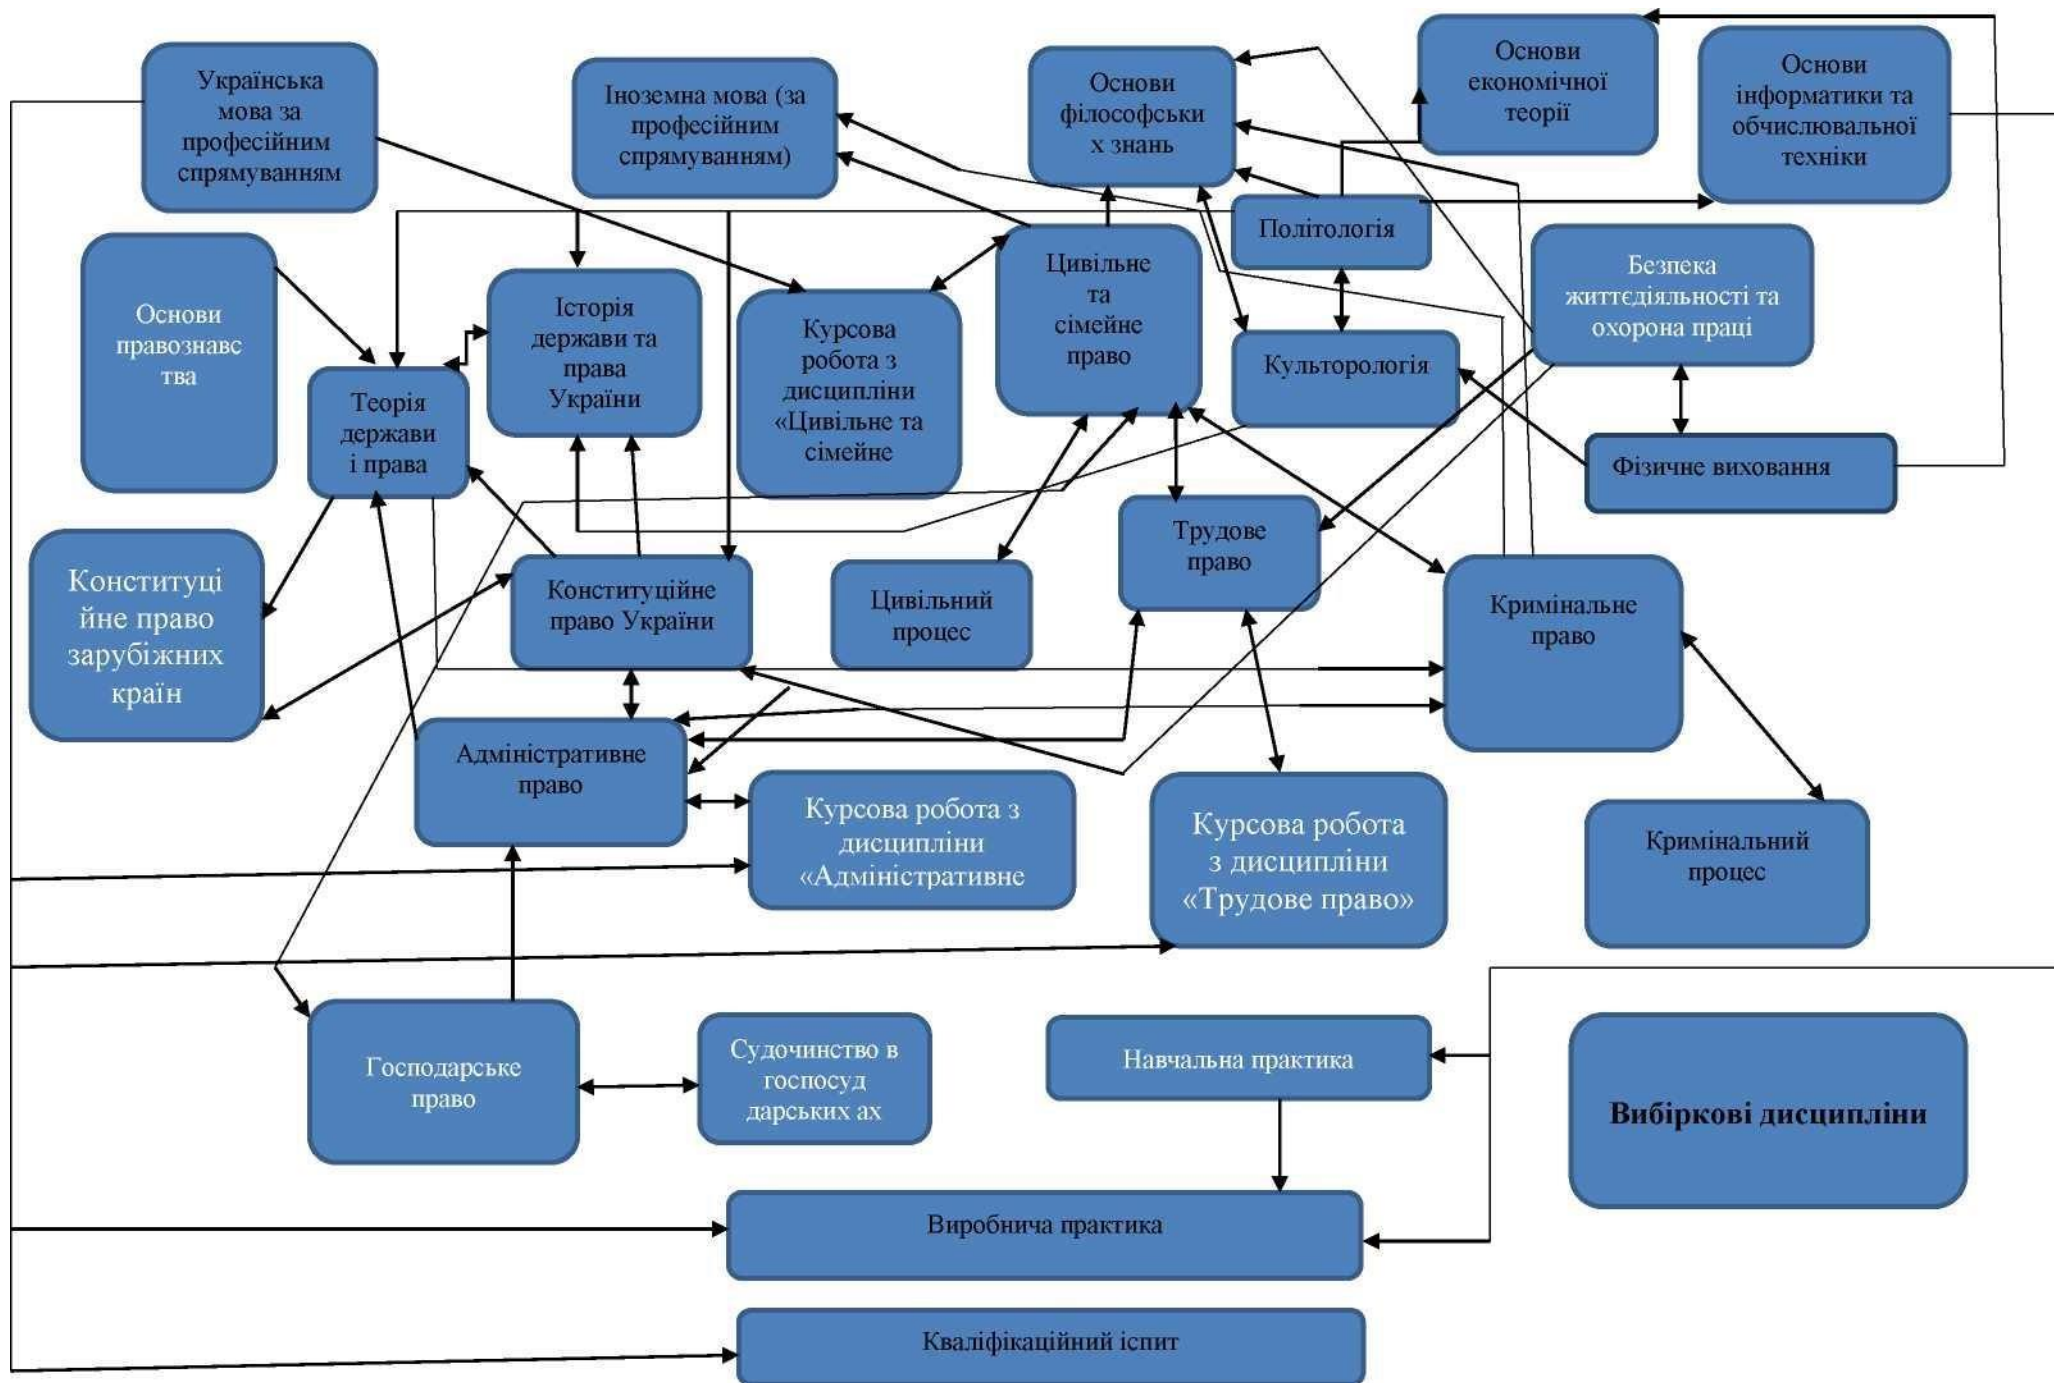 Українська
мова за
професійним
спрямуванням
Іноземна мова (за
професійним
спрямуванням)
Основи
філософськи
х знань
Основи
економічної
теорії
Основи
інформатики та
обчислювальної
техніки
Політологія
Основи
правознавс
тва
Історія
держави та
права
України
Курсова
робота з
дисципліни
«Цивільне та
сімейне
Цивільне
та
сімейне
право
Культорологія
Безпека
життєдіяльності та
охорона праці
Теорія
держави
і права
Фізичне виховання
Конституці
йне право
зарубіжних
країн
Конституційне
право України
Цивільний
процес
Трудове
право
Кримінальне
право
Адміністративне
право
Курсова робота з
дисципліни
«Адміністративне
Курсова робота
з дисципліни
«Трудове право»
Кримінальний
процес
Господарське
право
Судочинство в
госпосуд
дарських ах
Навчальна практика
Вибіркові дисципліни
Виробнича практика
Кваліфікаційний іспит